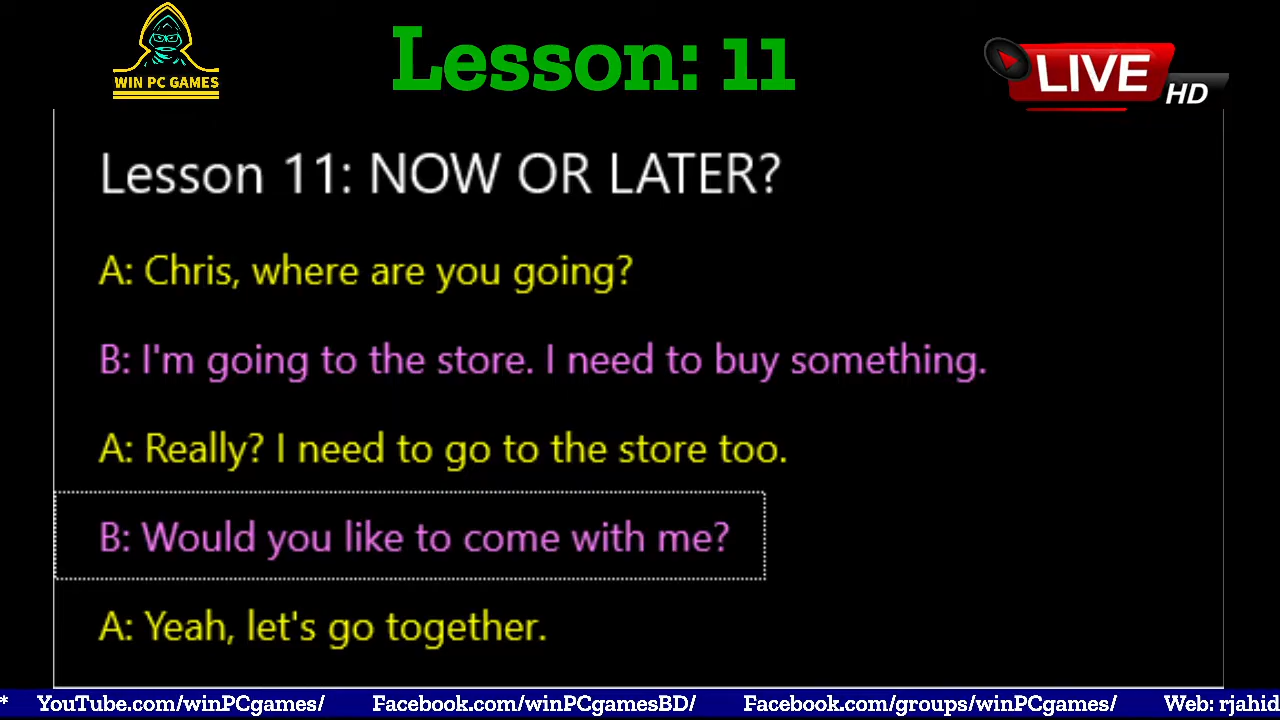 WIN PC GAMES
Lesson: 11
LIVE
HD
Lesson 11: NOW OR LATER?
A: Chris, where are you going?
B: I'm going to the store. I need to buy something.
A: Really? I need to go to the store too.
B: Would you like to come with me?
A: Yeah, let's go together.
* YouTube.com/winPCgames/ Facebook.com/winPCgamesBD/ Facebook.com/groups/winPCgames/ Web: rjahid